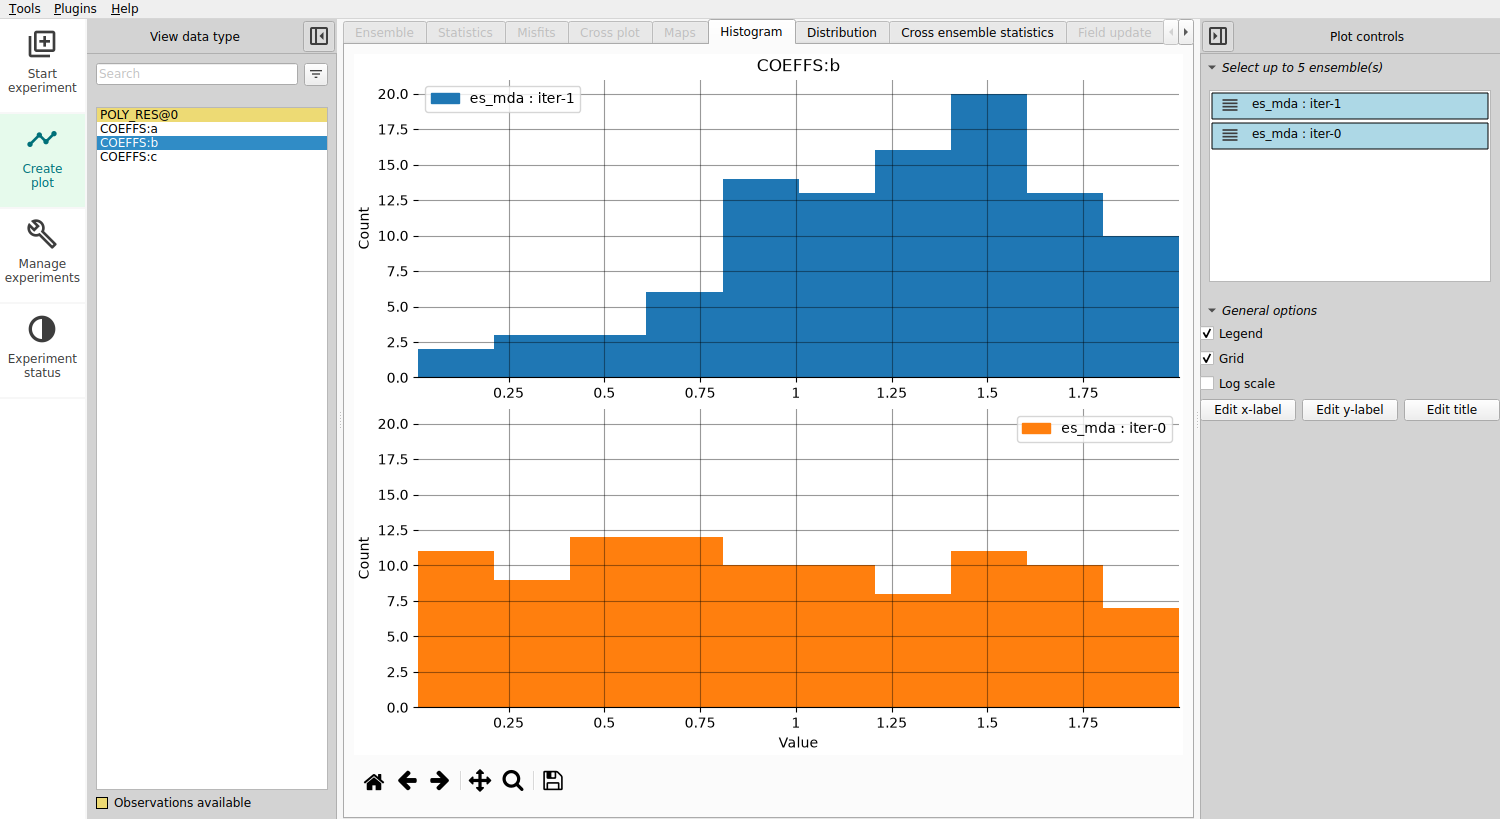 Tools Plugins Help
Start
experiment
Create
plot
Manage
experiments
Experiment
status
View data type
Search
POLY_RES@0
COEFFS:a
COEFFS:b
COEFFS:c
Observations available
Ensemble Statistics Misfits Cross plot Maps Histogram Distribution Cross ensemble statistics Field update
COEFFS:b
es_mda : iter-1
Count
20.0
17.5
15.0
12.5
10.0
7.5
5.0
2.5
0.0
0.25 0.5 0.75 1 1.25 1.5 1.75
es_mda : iter-0
Count
20.0
17.5
15.0
12.5
10.0
7.5
5.0
2.5
0.0
0.25 0.5 0.75 1 1.25 1.5 1.75
Value
Plot controls
Select up to 5 ensemble(s)
es_mda : iter-1
es_mda : iter-0
General options
Legend
Grid
Log scale
Edit x-label Edit y-label Edit title